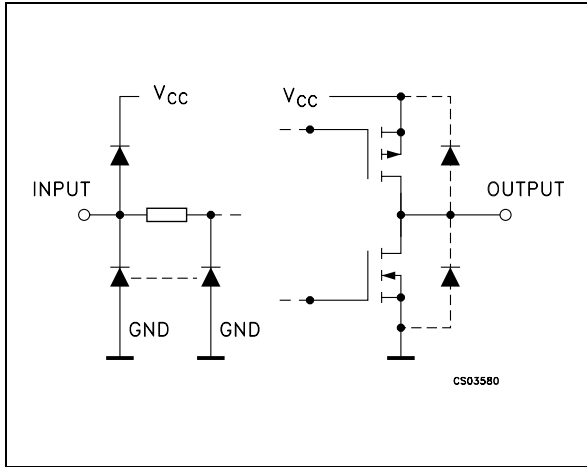 VCC
VCC
INPUT
OUTPUT
GND
GND
CS03580